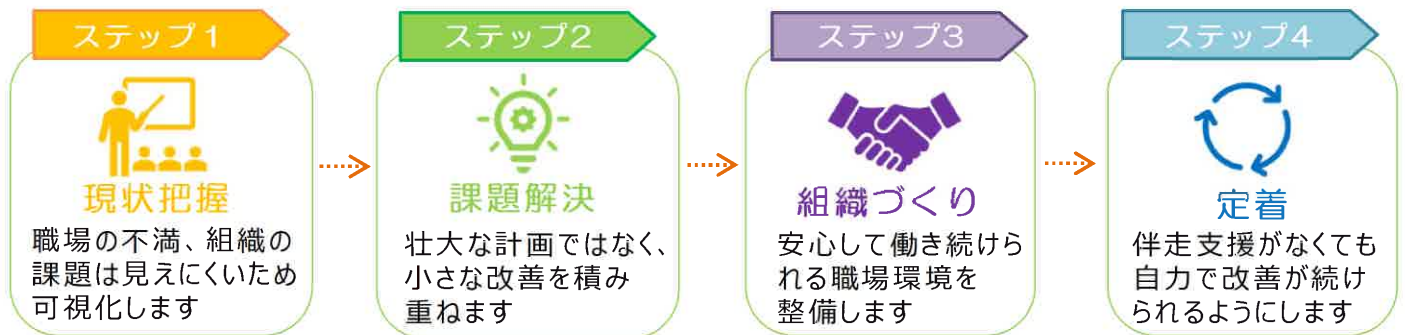 ステップ1
現状把握
職場の不満、組織の
課題は見えにくいため
可視化します
ステップ2
課題解決
壮大な計画ではなく、
小さな改善を積み
重ねます
ステップ3
組織づくり
安心して働き続けら
れる職場環境を
整備します
ステップ4
定着
伴走支援がなくても
自力で改善が続け
られるようにします